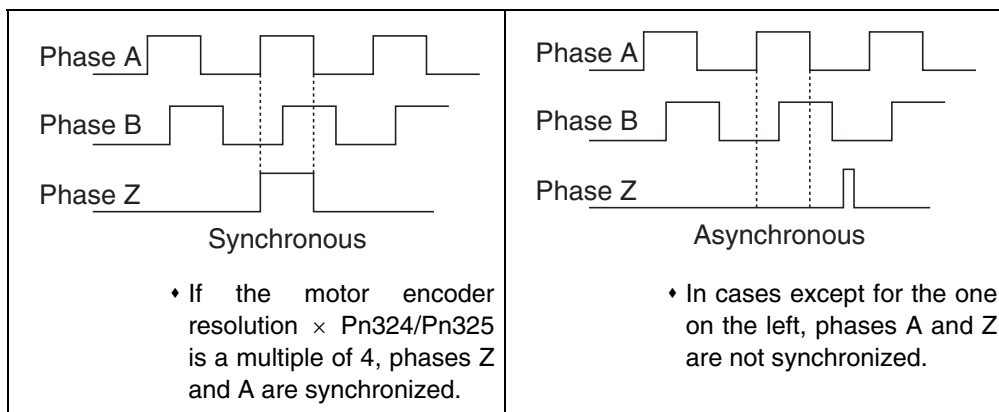 Phase A
Phase B
Phase Z
Synchronous
♦ If the motor encoder
resolution × Pn324/Pn325
is a multiple of 4, phases Z
and A are synchronized.
Phase A
Phase B
Phase Z
Asynchronous
♦ In cases except for the one
on the left, phases A and Z
are not synchronized.